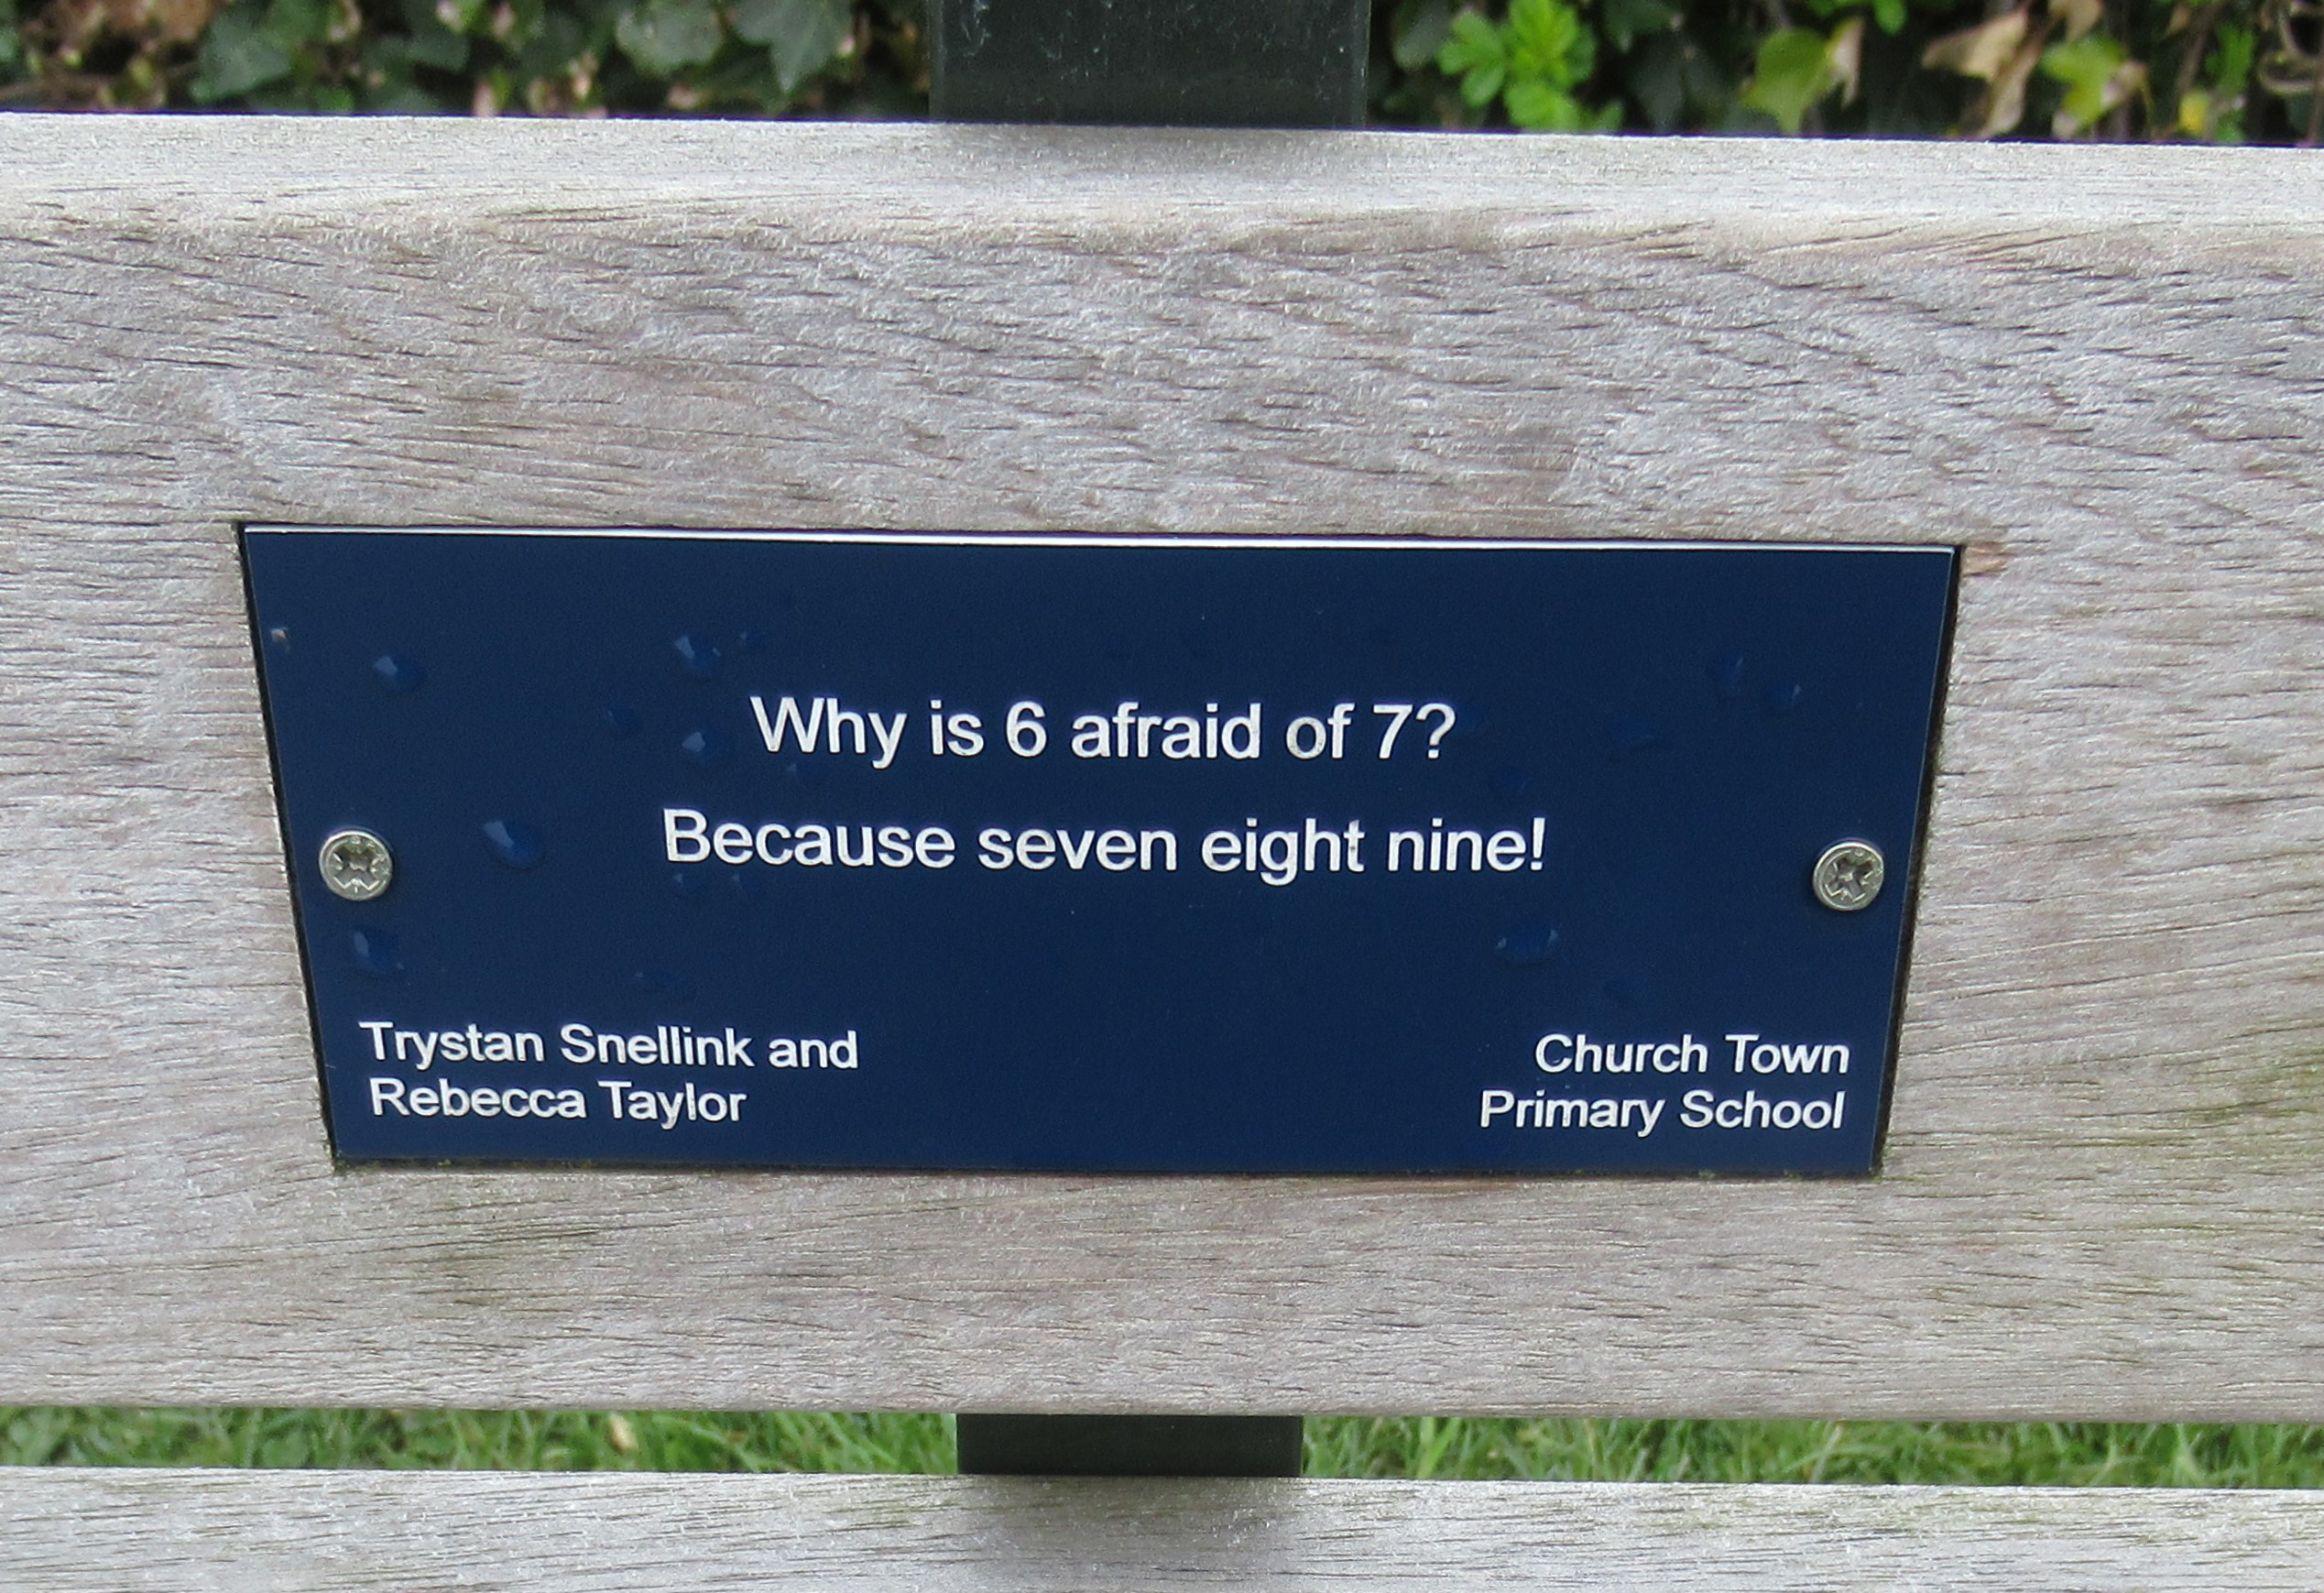 Why is 6 afraid of 7?
Because seven eight nine!
Trystan Snellink and
Rebecca Taylor
Church Town
Primary School